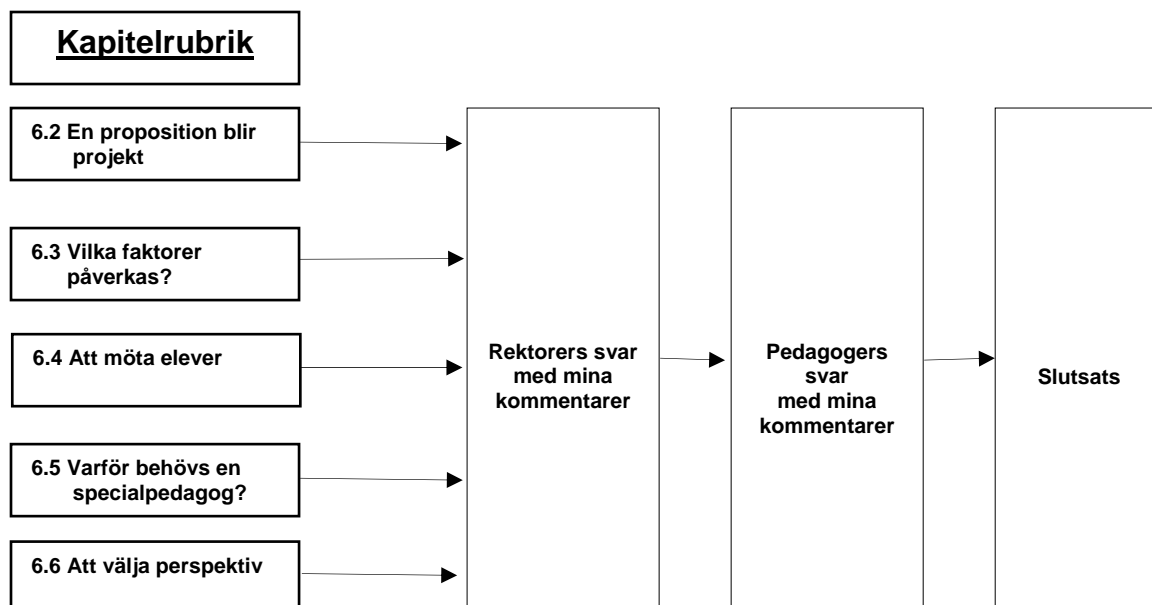 Kapitelrubrik
6.2 En proposition blir
projekt
6.3 Vilka faktorer
påverkas?
6.4 Att möta elever
6.5 Varför behövs en
specialpedagog?
6.6 Att välja perspektiv
Rektorers svar
med mina
kommentarer
Pedagogers
svar
med mina
kommentarer
Slutsats